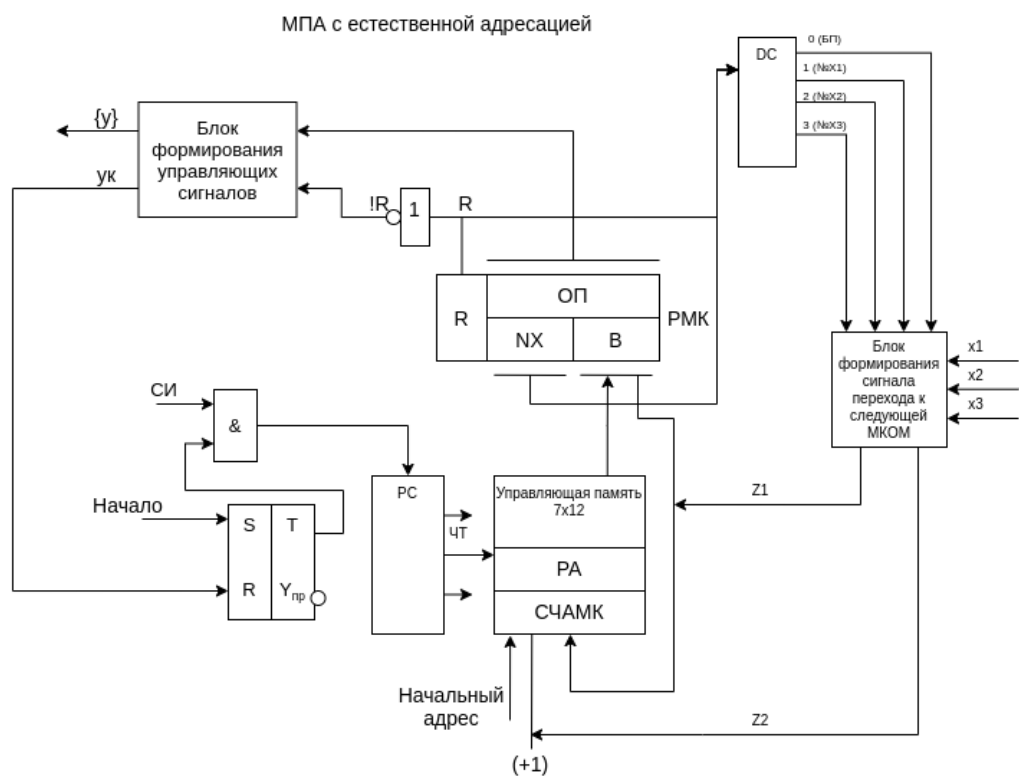 МПА с естественной адресацией
DC
0 (БП)
1 (№X1)
2 (№X2)
3 (№X3)
{y}
ук
Блок
формирования
управляющих
сигналов
!R
1
R
R
ОП
NX
В
РМК
Блок
формирования
сигнала
перехода к
следующей
МКОМ
x1
x2
x3
СИ
&
Начало
S
T
R
Yпр
РС
ЧТ
Управляющая память
7x12
РА
СЧАМК
Z1
Начальный
адрес
Z2
(+1)